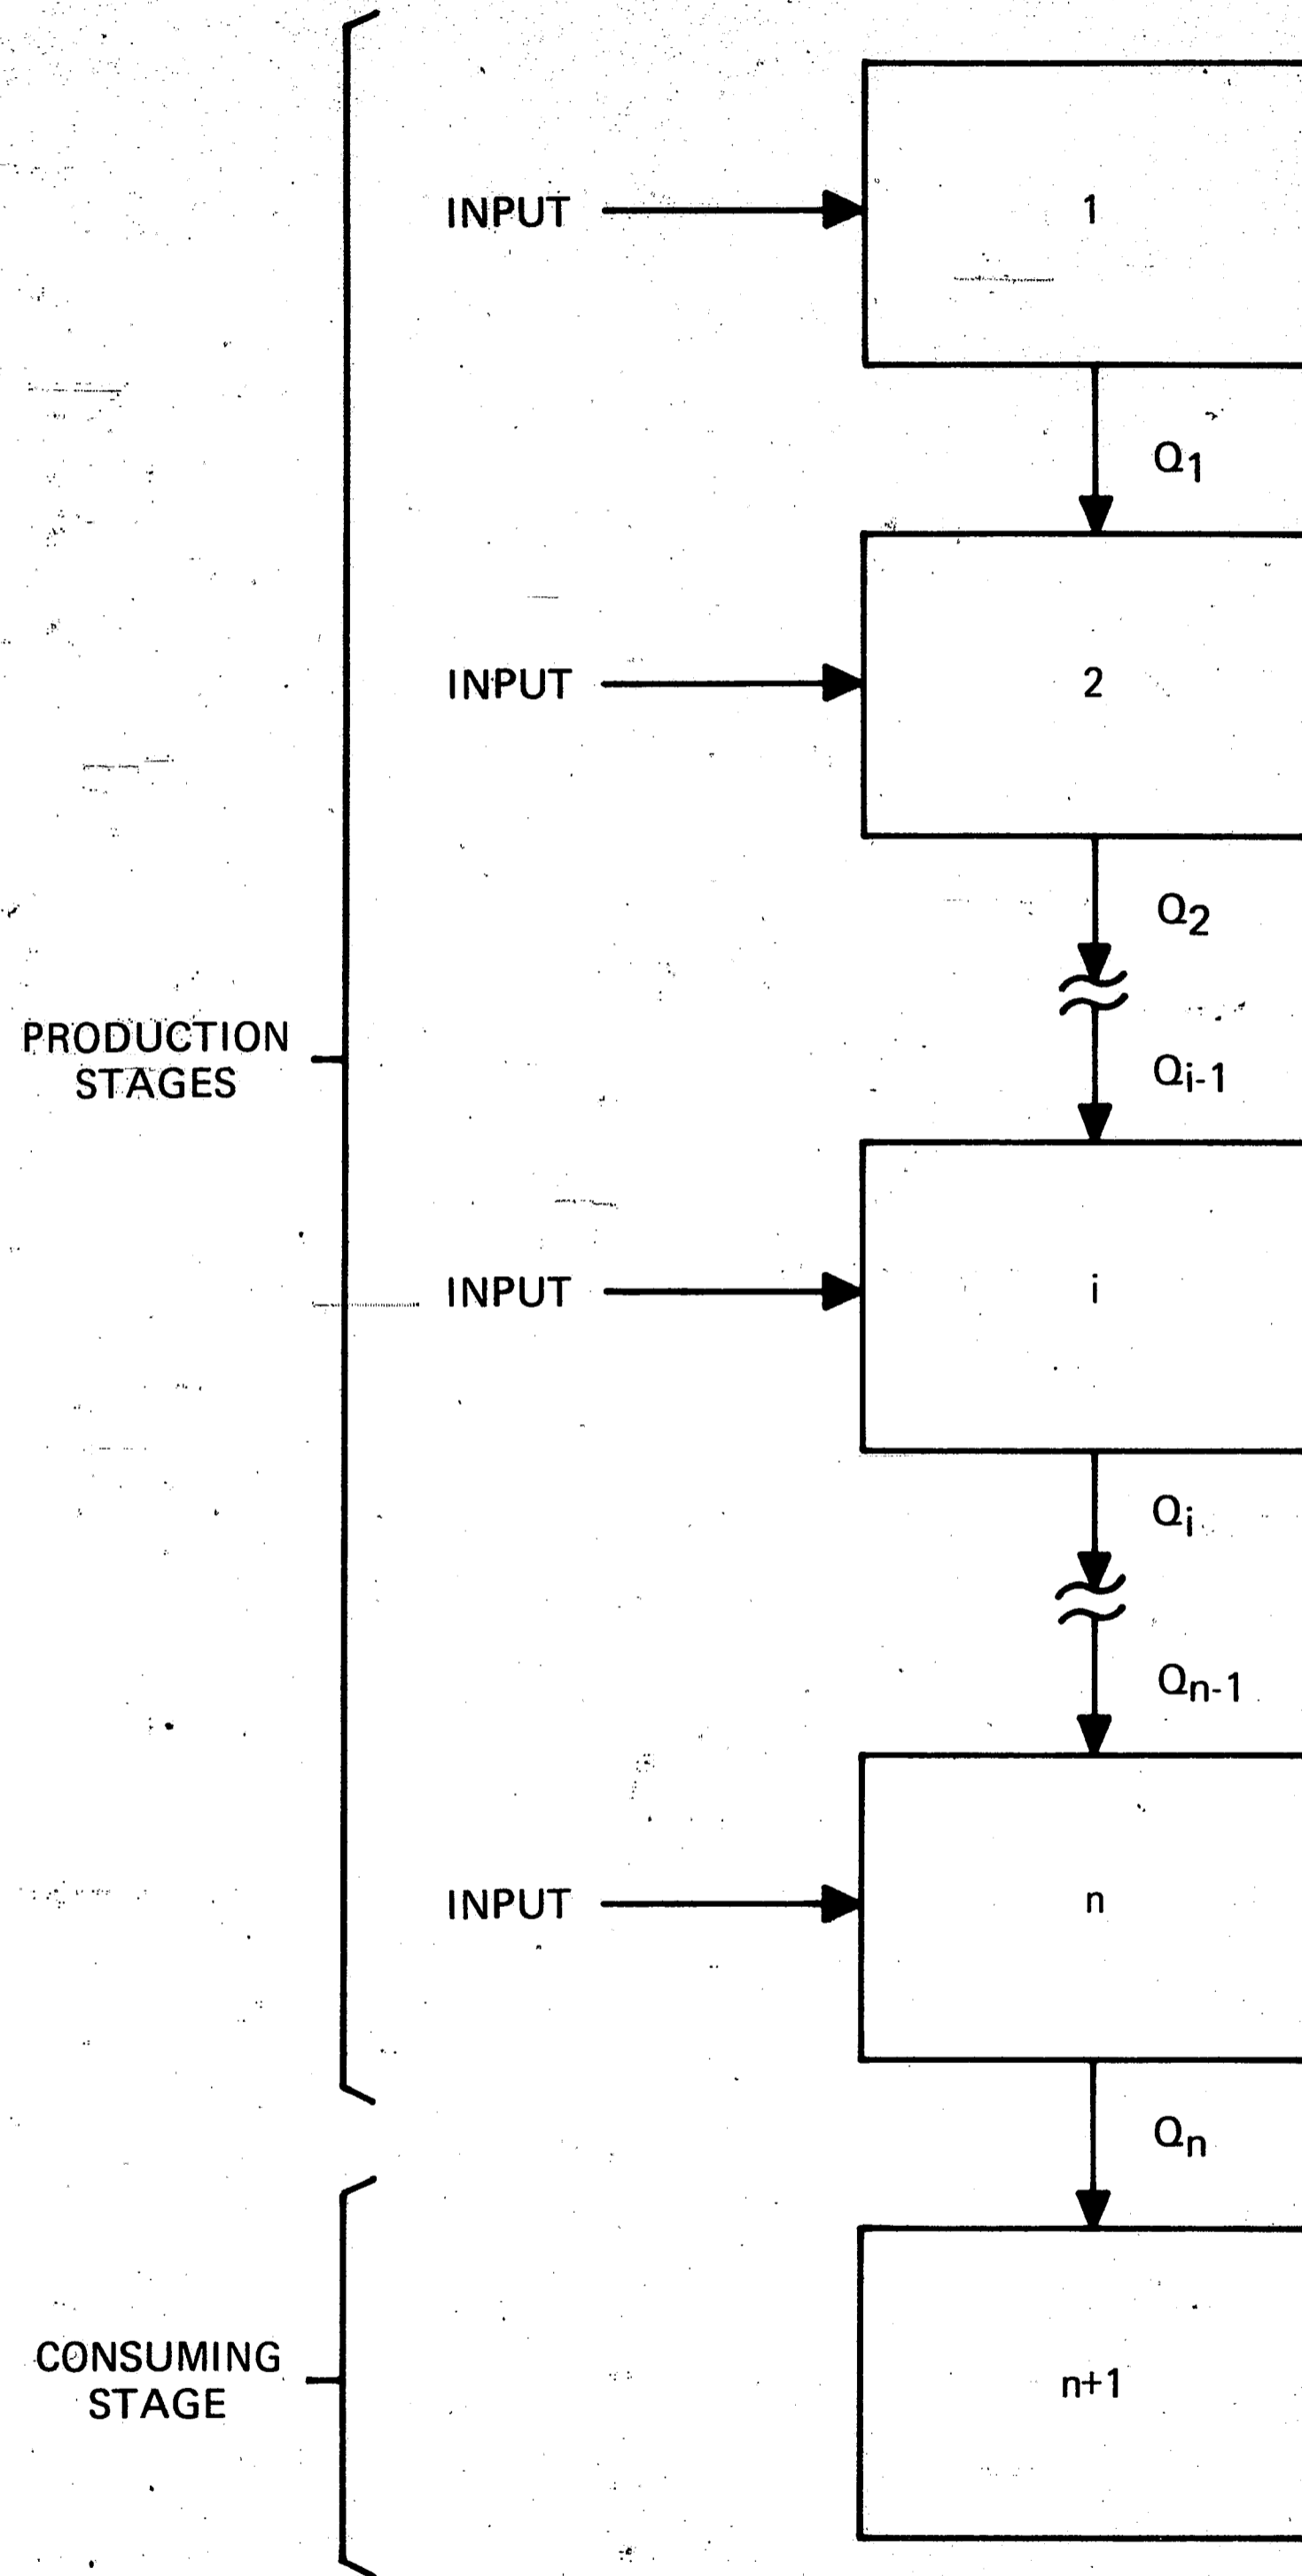 INPUT
1
Q1
INPUT
2
Q2
PRODUCTION
STAGES
Qi-1
INPUT
i
Qi
Qn-1
INPUT
n
Qn
CONSUMING
STAGE
n+1